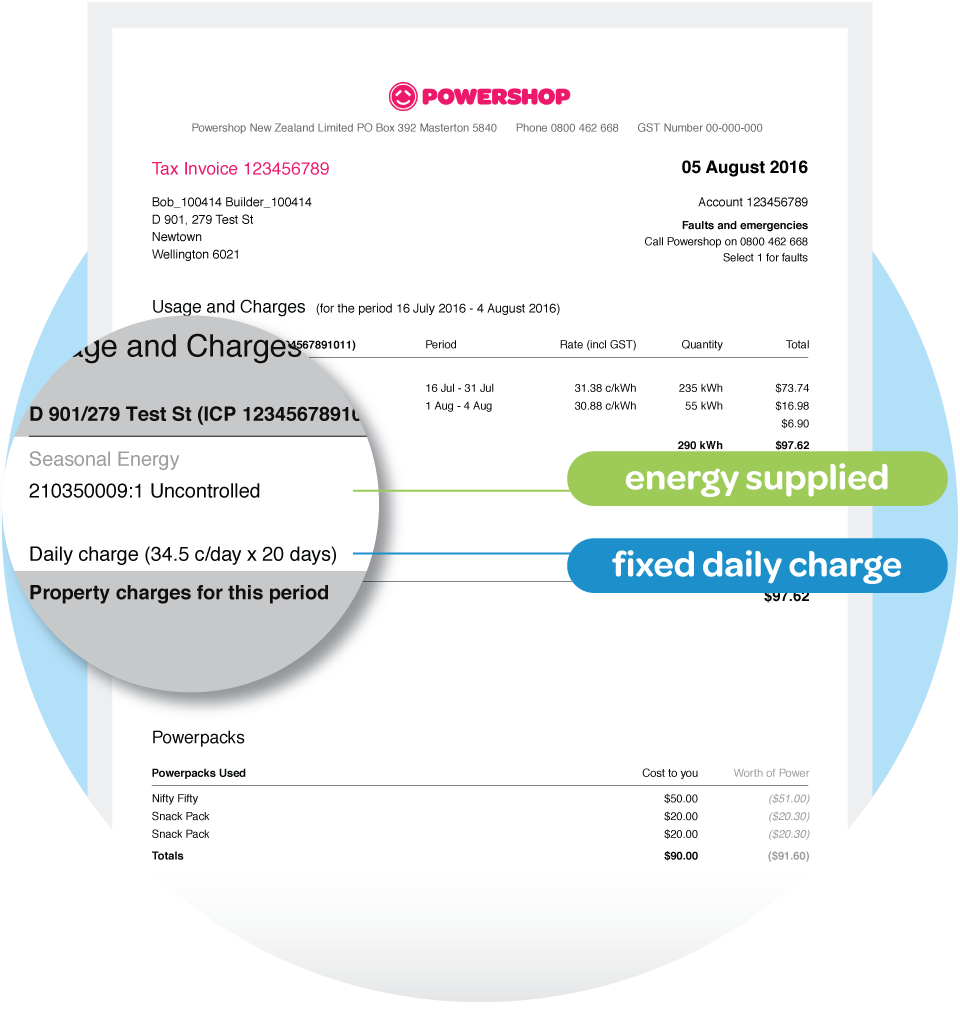 POWERSHOP
Powershop New Zealand Limited PO Box 392 Masterton 5840 Phone 0800 462 668 GST Number 00-000-000
Tax Invoice 123456789 05 August 2016
Bob_100414 Builder_100414 Account 123456789
D 901, 279 Test St Faults and emergencies
Newtown Call Powershop on 0800 462 668
Wellington 6021 Select 1 for faults
Usage and Charges (for the period 16 July 2016 - 4 August 2016)
age and Charges
4567891011) Period Rate (incl GST) Quantity Total
16 Jul - 31 Jul 31.38 c/kWh 235 kWh $73.74
1 Aug - 4 Aug 30.88 c/kWh 55 kWh $16.98
$6.90
D 901/279 Test St (ICP 1234567891
290 kWh $97.62
Seasonal Energy
energy supplied
210350009:1 Uncontrolled
Daily charge (34.5 c/day x 20 days)
fixed daily charge
Property charges for this period
$97.62
Powerpacks
Powerpacks Used Cost to you Worth of Power
Nifty Fifty $50.00 ($51.00)
Snack Pack $20.00 ($20.30)
Snack Pack $20.00 ($20.30)
Totals $90.00 ($91.60)